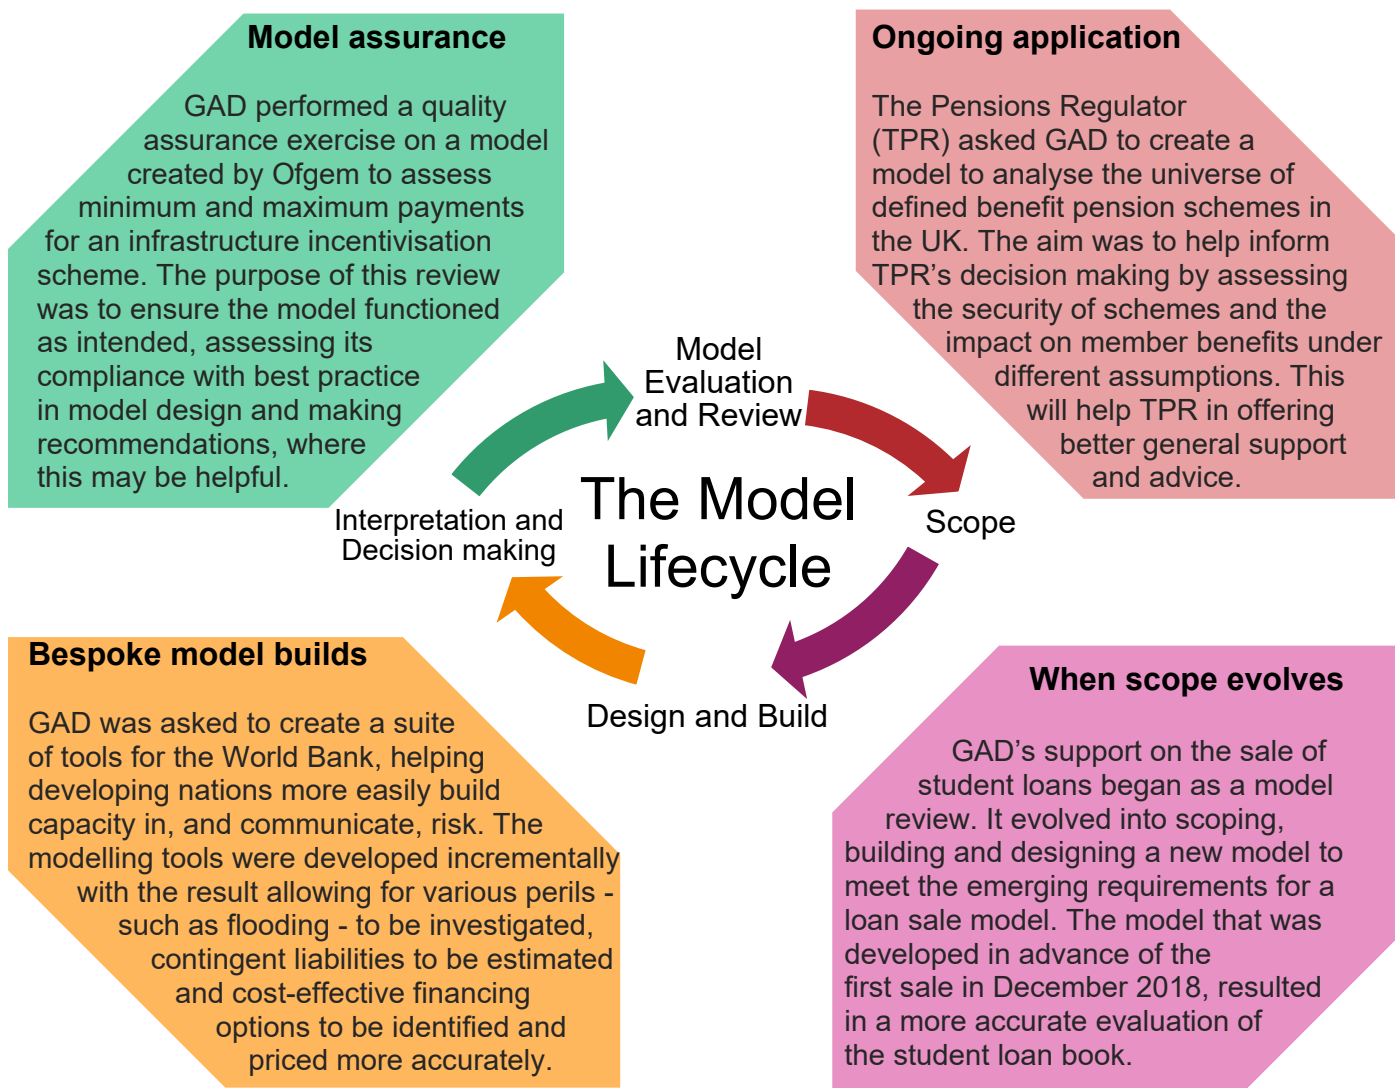 Model assurance
GAD performed a quality
assurance exercise on a model
created by Ofgem to assess
minimum and maximum payments
for an infrastructure incentivisation
scheme. The purpose of this review
was to ensure the model functioned
as intended, assessing its
compliance with best practice
in model design and making
recommendations, where
this may be helpful.
Ongoing application
The Pensions Regulator
(TPR) asked GAD to create a
model to analyse the universe of
defined benefit pension schemes in
the UK. The aim was to help inform
TPR’s decision making by assessing
the security of schemes and the
impact on member benefits under
different assumptions. This
will help TPR in offering
better general support
and advice.
Model
Evaluation
and Review
The Model
Lifecycle
Scope
Interpretation and
Decision making
Design and Build
Bespoke model builds
GAD was asked to create a suite
of tools for the World Bank, helping
developing nations more easily build
capacity in, and communicate, risk. The
modelling tools were developed incrementally
with the result allowing for various perils -
such as flooding - to be investigated,
contingent liabilities to be estimated
and cost-effective financing
options to be identified and
priced more accurately.
When scope evolves
GAD’s support on the sale of
student loans began as a model
review. It evolved into scoping,
building and designing a new model to
meet the emerging requirements for a
loan sale model. The model that was
developed in advance of the
first sale in December 2018, resulted
in a more accurate evaluation of
the student loan book.